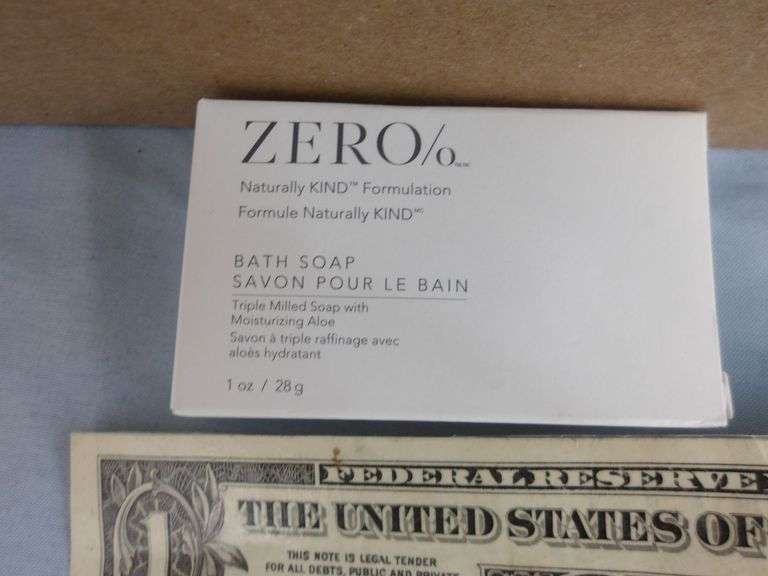 ZERO%
Naturally KIND™ Formulation
Formule Naturally KIND MC
BATH SOAP
SAVON POUR LE BAIN
Triple Milled Soap with
Moisturizing Aloe
Savon à triple raffinage avec
aloès hydratant
1 oz / 28 g
FEDERAL RESERVE
THE UNITED STATES OF
1
THIS NOTE IS LEGAL TENDER
FOR ALL DEBTS, PUBLIC AND PRIVATE